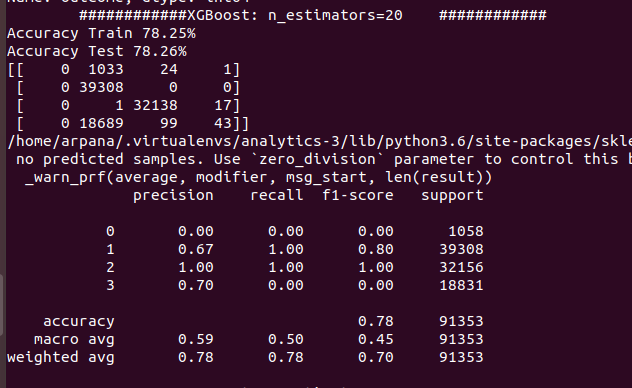 ############XGBoost: n_estimators=20    ############
Accuracy Train 78.25%
Accuracy Test 78.26%
[[    0  1033    24     1]
 [    0 39308     0     0]
 [    0     1 32138    17]
 [    0 18689    99    43]]
/home/arpana/.virtualenvs/analytics-3/lib/python3.6/site-packages/skle
 no predicted samples. Use `zero_division` parameter to control this b
  _warn_prf(average, modifier, msg_start, len(result))
              precision    recall  f1-score   support
           0       0.00      0.00      0.00      1058
           1       0.67      1.00      0.80     39308
           2       1.00      1.00      1.00     32156
           3       0.70      0.00      0.00     18831
    accuracy                           0.78     91353
   macro avg       0.59      0.50      0.45     91353
weighted avg       0.78      0.78      0.70     91353